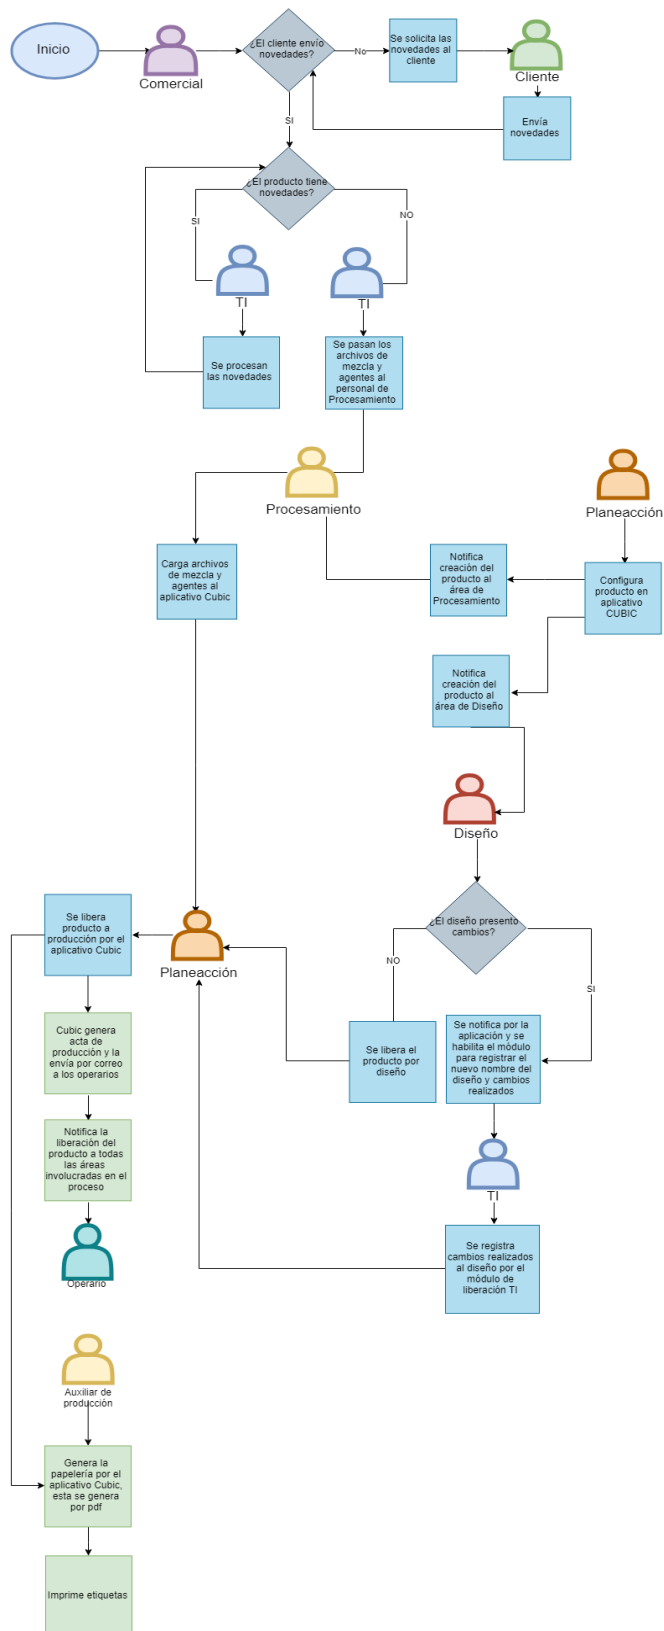 Inicio
Comercial
¿El cliente envío
novedades?
No
Se solicita las
novedades al
cliente
Cliente
Envía
novedades
SI
¿El producto tiene
novedades?
SI
NO
TI
TI
Se procesan
las novedades
Se pasan los
archivos de
mezcla y
agentes al
personal de
Procesamiento
Procesamiento
Planeacción
Carga archivos
de mezcla y
agentes al
aplicativo Cubic
Notifica
creación del
producto al
área de
Procesamiento
Configura
producto en
aplicativo
CUBIC
Notifica
creación del
producto al
área de Diseño
Diseño
¿El diseño presento
cambios?
NO
SI
Se libera
producto a
producción por el
aplicativo Cubic
Planeacción
Cubic genera
acta de
producción y la
envía por correo
a los operarios
Se libera el
producto por
diseño
Se notifica por la
aplicación y se
habilita el módulo
para registrar el
nuevo nombre del
diseño y cambios
realizados
Notifica la
liberación del
producto a todas
las áreas
involucradas en el
proceso
TI
Operario
Se registra
cambios realizados
al diseño por el
módulo de
liberación TI
Auxiliar de
producción
Genera la
papelería por el
aplicativo Cubic,
esta se genera
por pdf
Imprime etiquetas